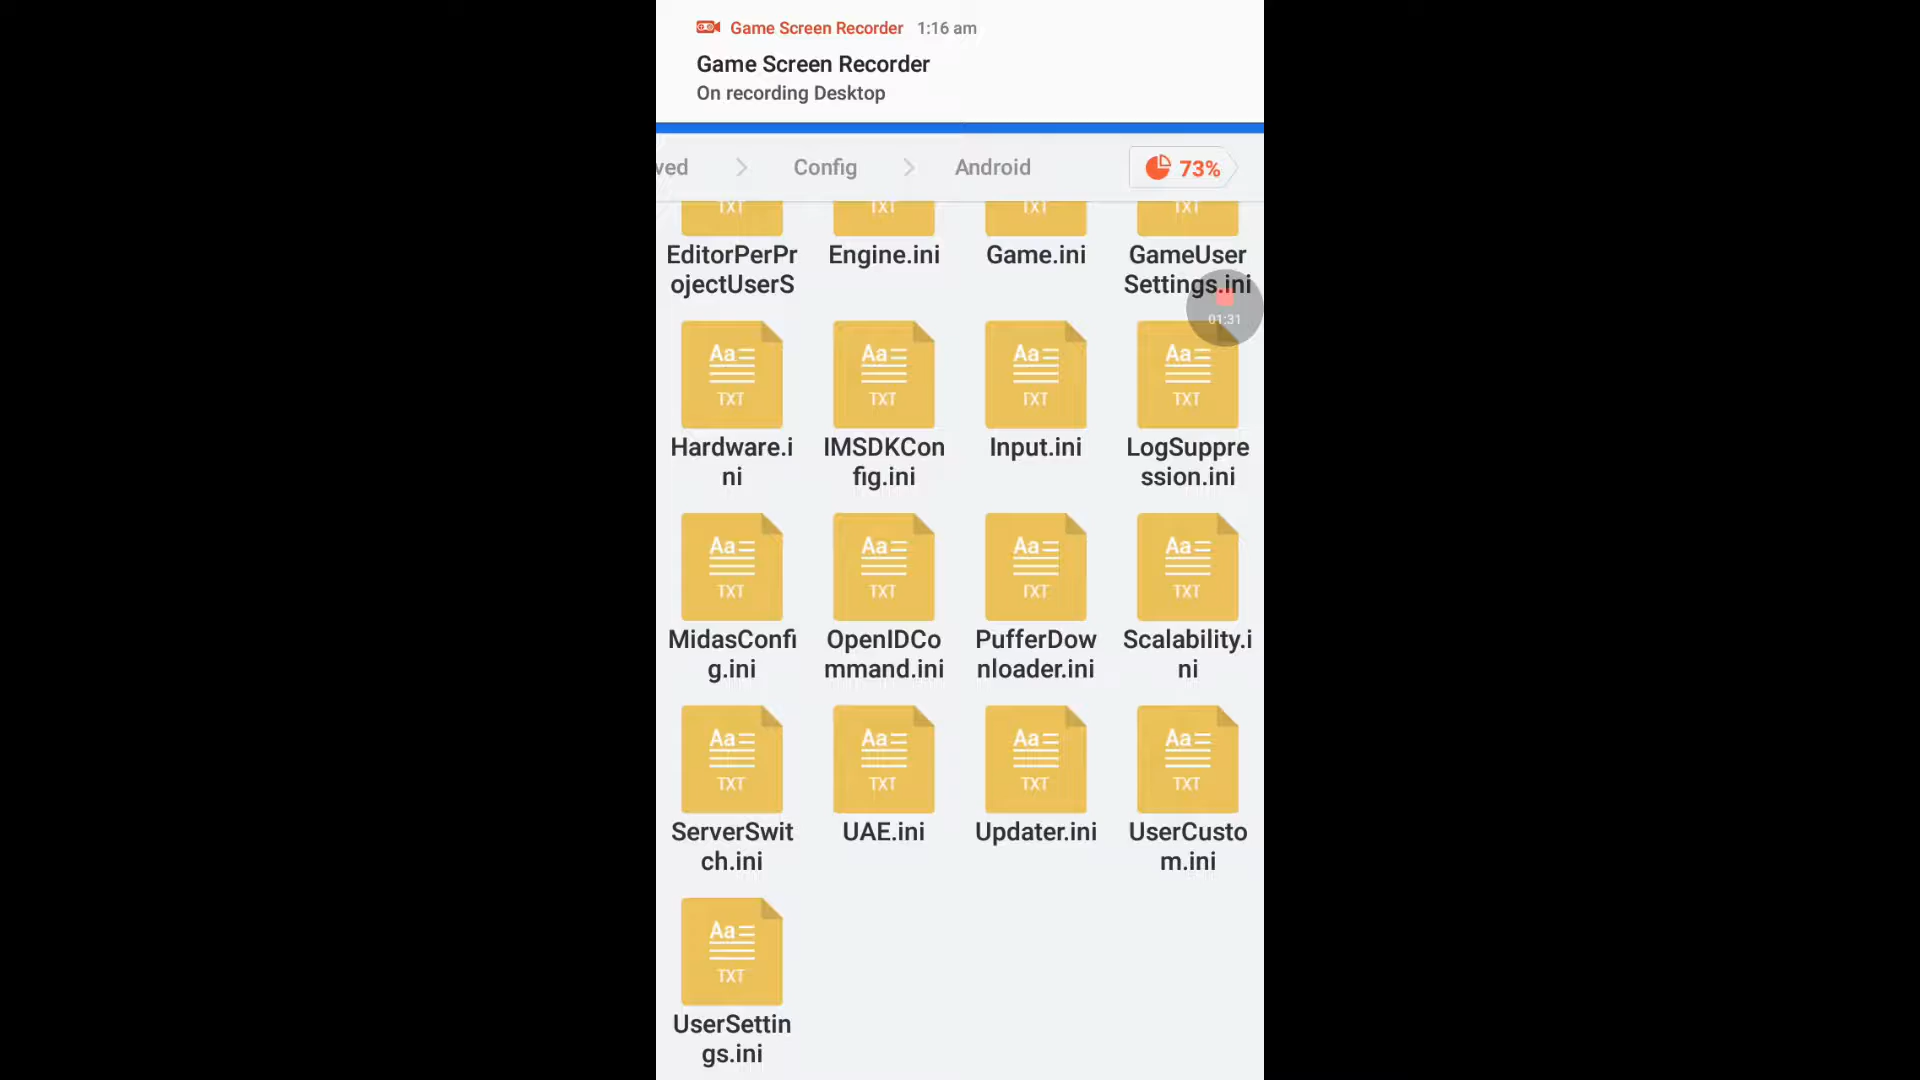 Game Screen Recorder 1:16 am
Game Screen Recorder
On recording Desktop
ved > Config > Android 73%
TXT TXT TXT TXT
EditorPerPr Engine.ini Game.ini GameUser
ojectUserS Settings.ini
01:31
Aa Aa Aa Aa
TXT TXT TXT TXT
Hardware.i IMSDKCon Input.ini LogSuppre
ni fig.ini ssion.ini
Aa Aa Aa Aa
TXT TXT TXT TXT
MidasConfi OpenIDCo PufferDow Scalability.i
g.ini mmand.ini nloader.ini ni
Aa Aa Aa Aa
TXT TXT TXT TXT
ServerSwit UAE.ini Updater.ini UserCusto
ch.ini m.ini
Aa
TXT
UserSettin
gs.ini